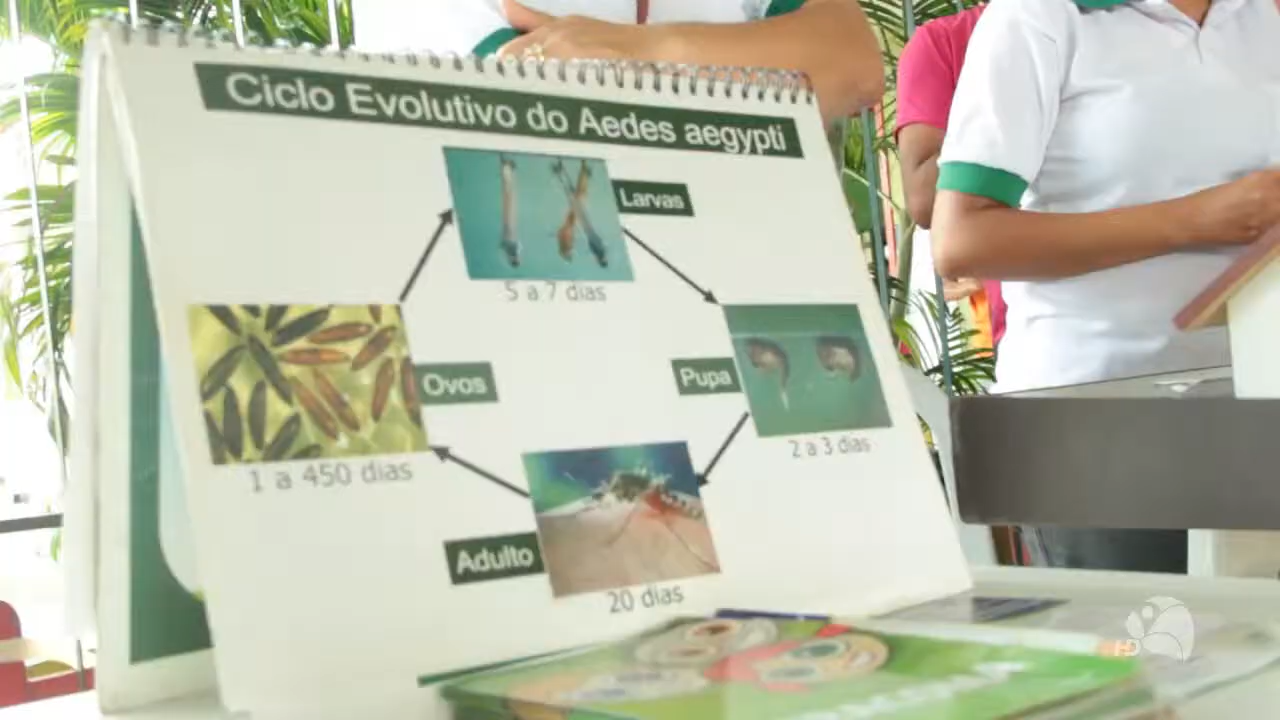 Ciclo Evolutivo do Aedes aegypti
Larvas
5 a 7 dias
Ovos
1 a 450 dias
Pupa
2 a 3 dias
Adulto
20 dias
HD